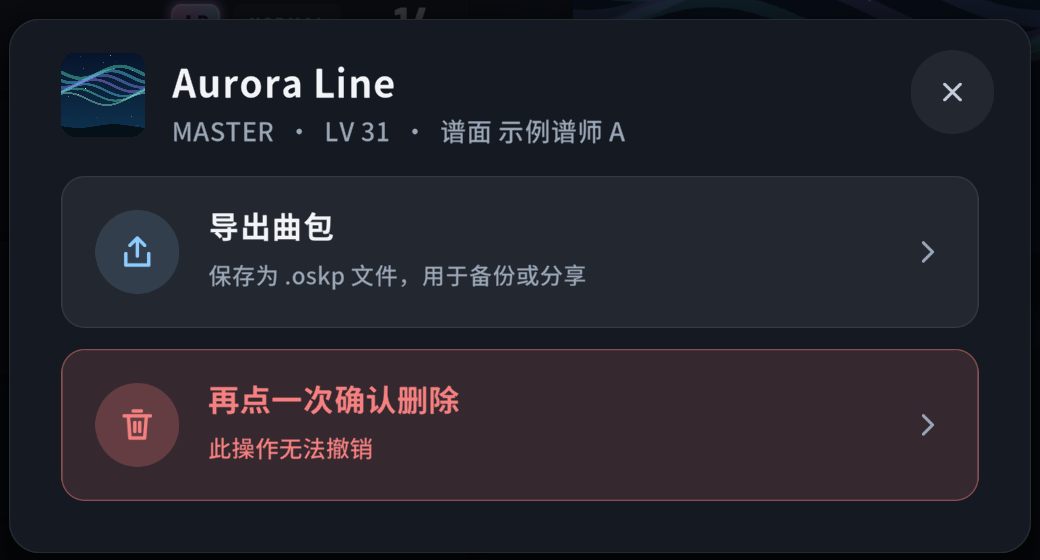 Aurora Line
MASTER • LV 31 • 谱面 示例谱师 A
导出曲包
保存为 .oskp 文件，用于备份或分享
再点一次确认删除
此操作无法撤销